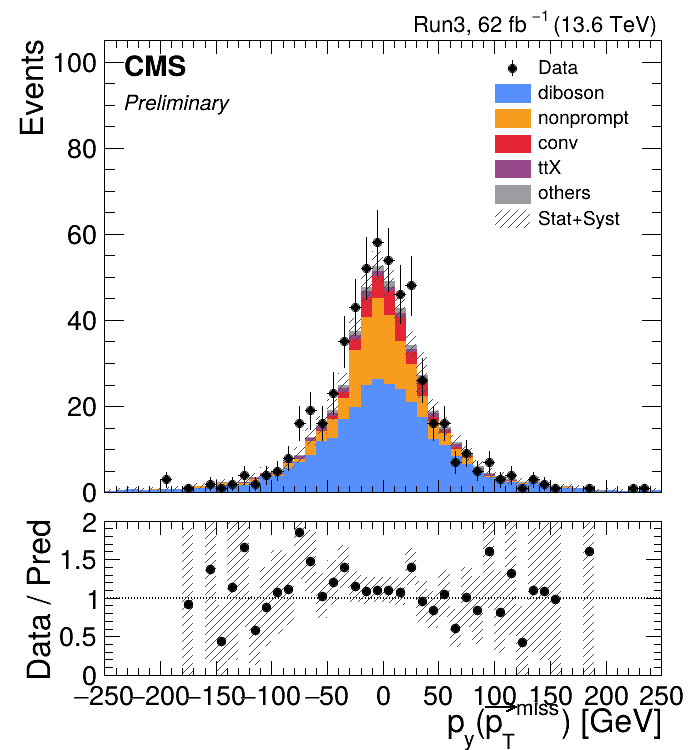 Run3, 62 fb⁻¹ (13.6 TeV)
Events
100
80
60
40
20
0
CMS
Preliminary
Data
diboson
nonprompt
conv
ttX
others
Stat+Syst
Data / Pred
2
1.5
1
0.5
0
−250 −200 −150 −100 −50 0 50 100 150 200 250
p_y(p_T^miss) [GeV]